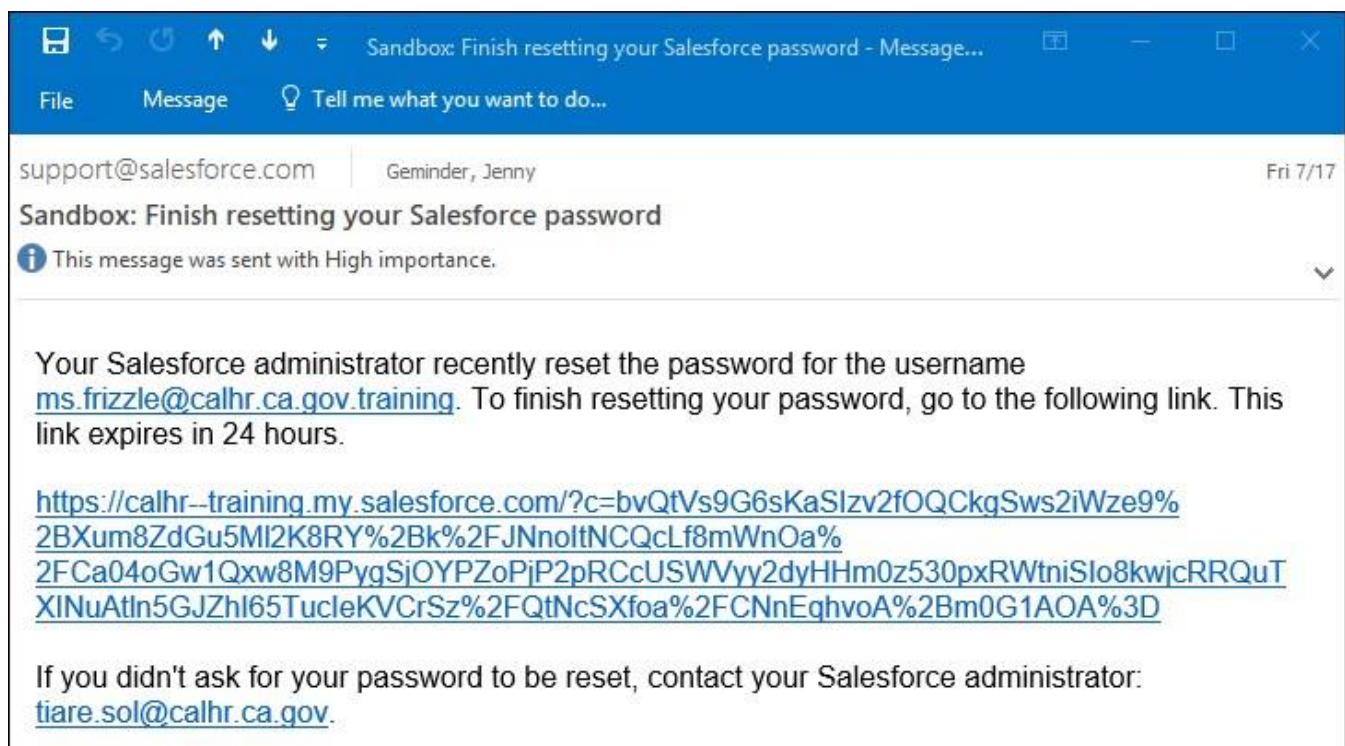 Sandbox: Finish resetting your Salesforce password - Message...
File Message Tell me what you want to do...
support@salesforce.com Geminder, Jenny Fri 7/17
Sandbox: Finish resetting your Salesforce password
This message was sent with High importance.
Your Salesforce administrator recently reset the password for the username
ms.frizzle@calhr.ca.gov.training. To finish resetting your password, go to the following link. This
link expires in 24 hours.
https://calhr--training.my.salesforce.com/?c=bvQtVs9G6sKaSIzv2fOQCkgSws2iWze9%
2BXum8ZdGu5Ml2K8RY%2Bk%2FJNnoItNCQcLf8mWnOa%
2FCa04oGw1Qxw8M9PygSjOYPZoPjP2pRCcUSWVyy2dyHHm0z530pxRWtniSIo8kwjcRRQuT
XINuAtln5GJZhI65TucIeKVCrSz%2FQtNcSXfoa%2FCNnEqhvoA%2Bm0G1AOA%3D
If you didn't ask for your password to be reset, contact your Salesforce administrator:
tiare.sol@calhr.ca.gov.